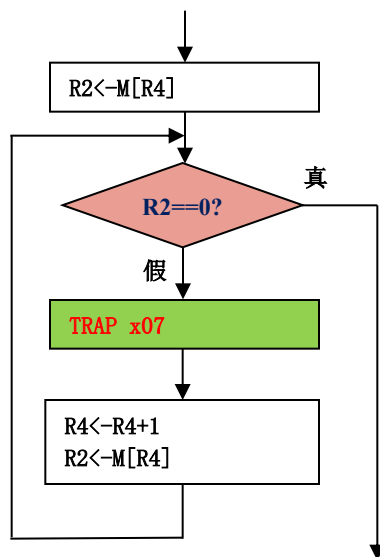 R2<-M[R4]
R2==0?
真
假
TRAP x07
R4<-R4+1
R2<-M[R4]